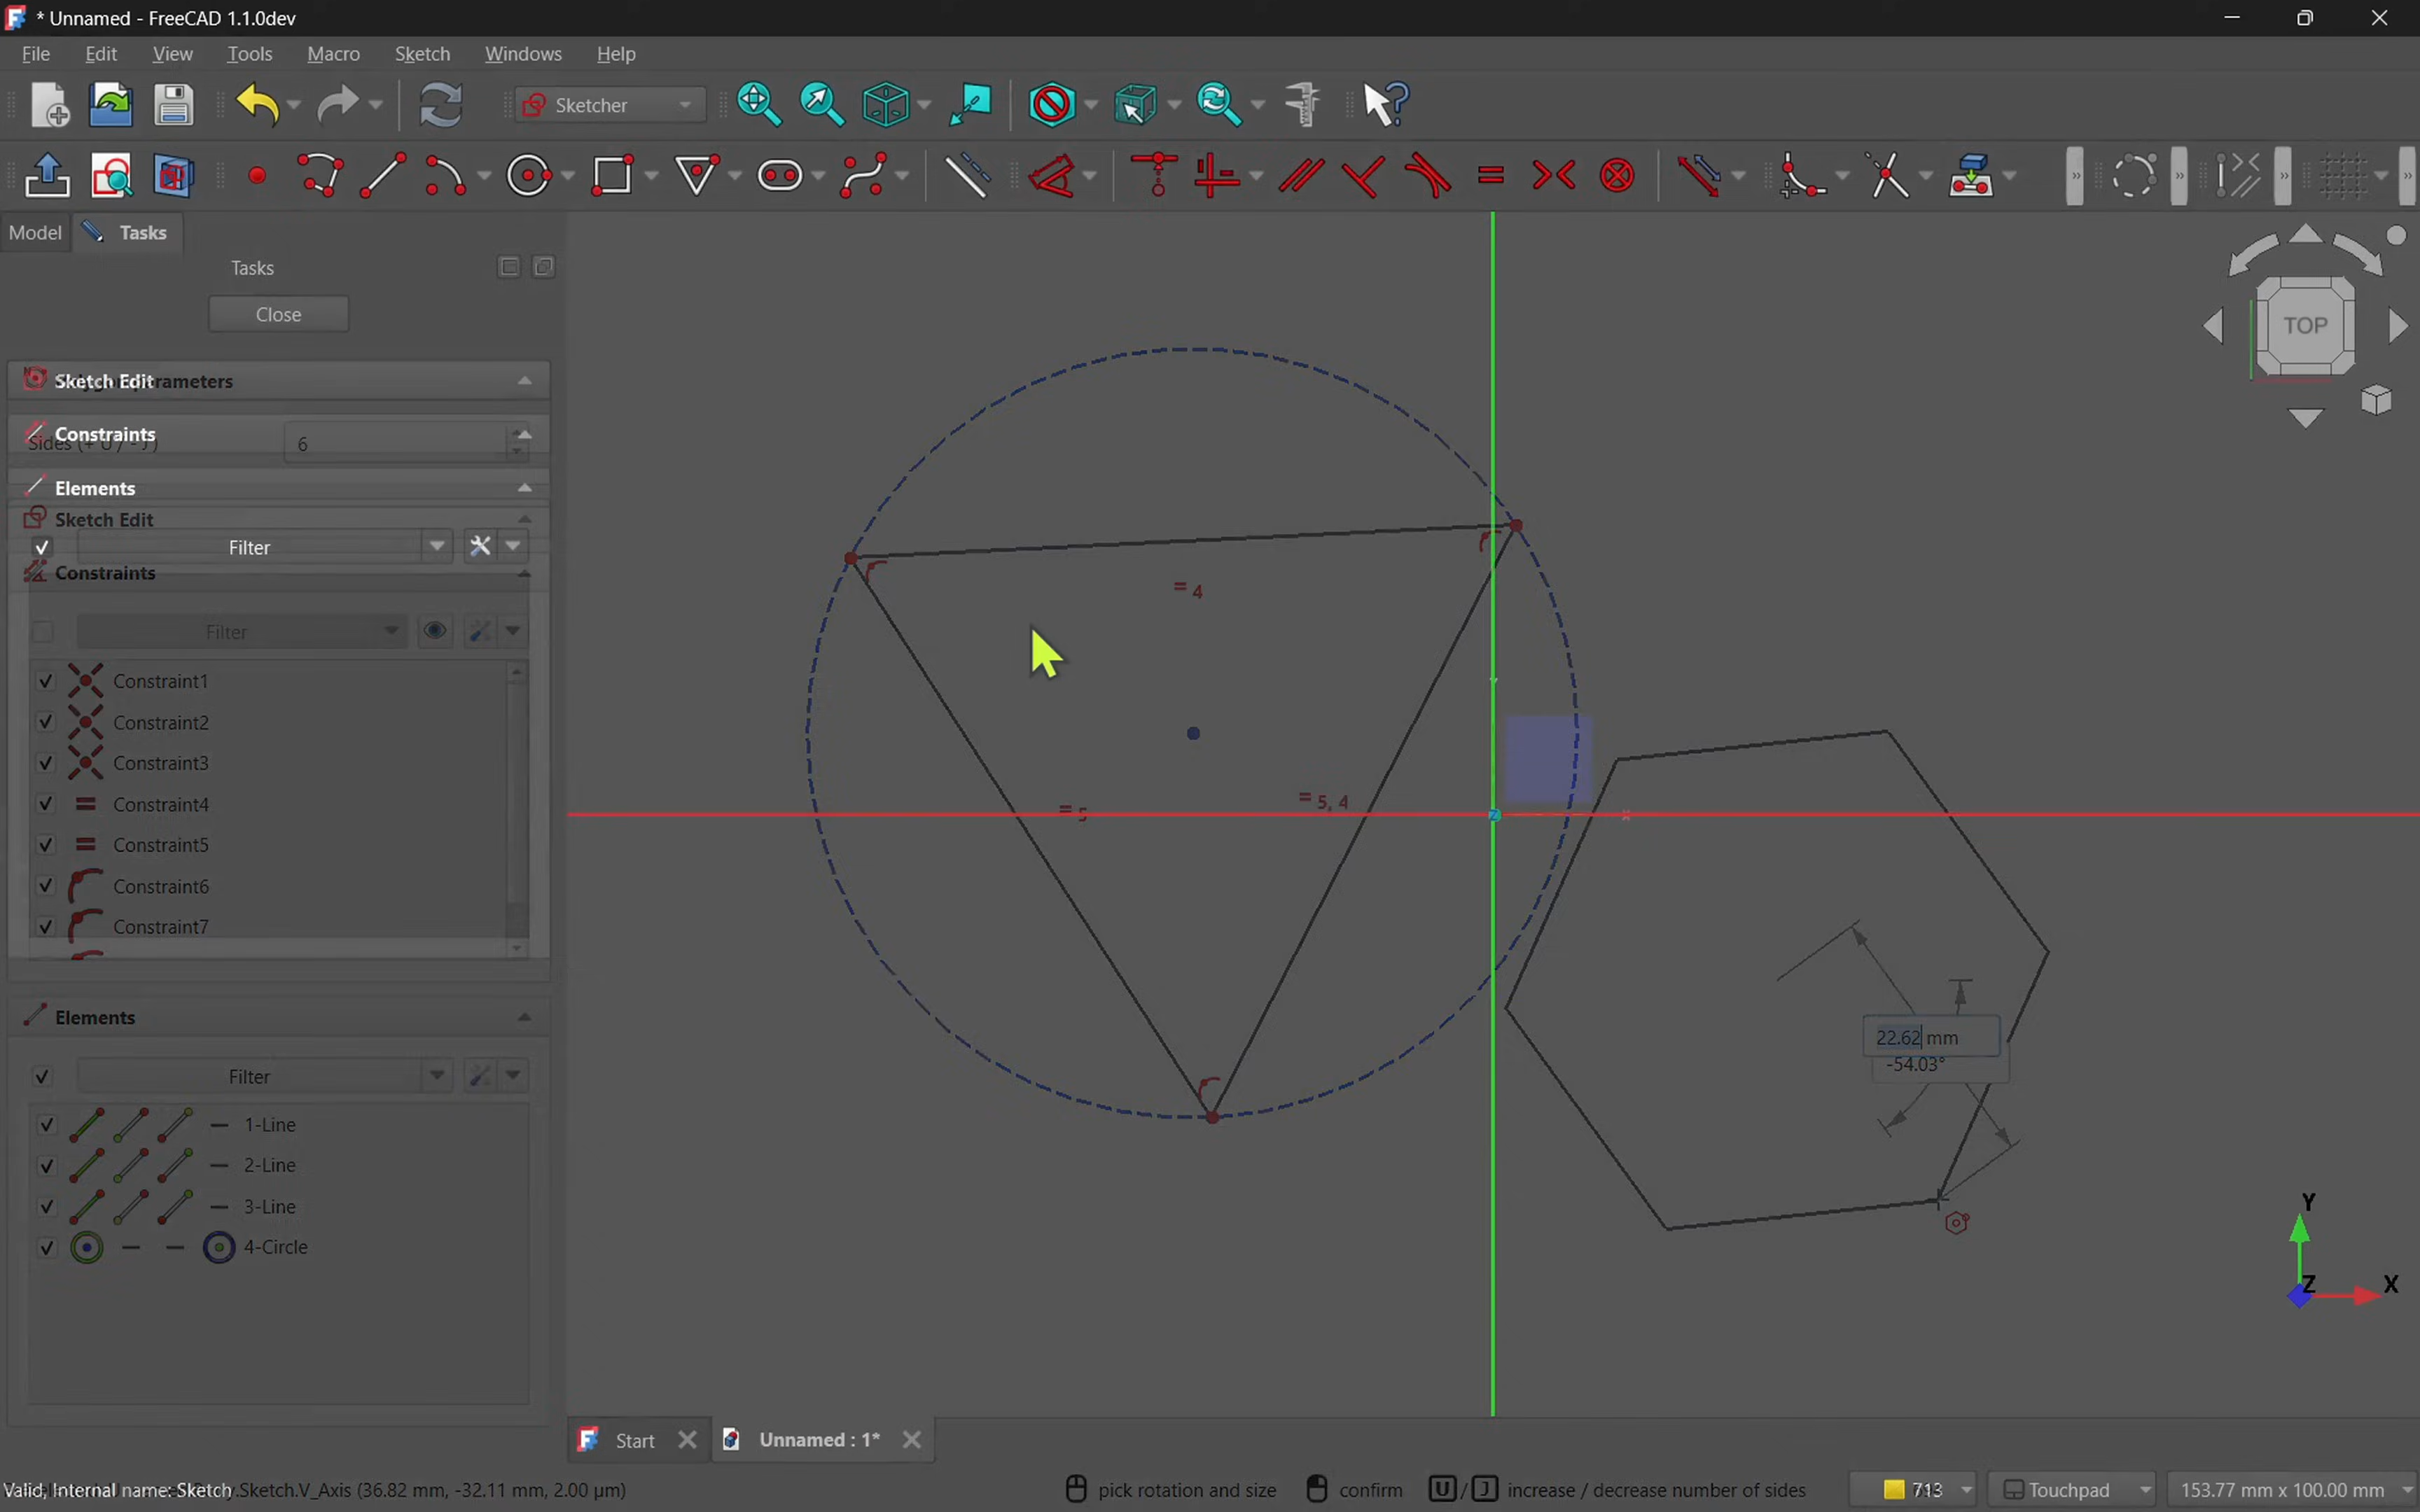 * Unnamed - FreeCAD 1.1.0dev
File Edit View Tools Macro Sketch Windows Help
Sketcher
Model Tasks
Tasks
Close
Sketch Edit
Constraints
6
Elements
Sketch Edit
Filter
Constraints
Filter
Constraint1
Constraint2
Constraint3
Constraint4
Constraint5
Constraint6
Constraint7
Elements
Filter
1-Line
2-Line
3-Line
4-Circle
TOP
= 4
= 5, 4
= 5
22.62 mm
-54.03°
Y
Z X
Start Unnamed : 1*
Valid, Internal name: Sketch .Sketch.V_Axis (36.82 mm, -32.11 mm, 2.00 µm) pick rotation and size confirm U / J increase / decrease number of sides Touchpad 153.77 mm x 100.00 mm